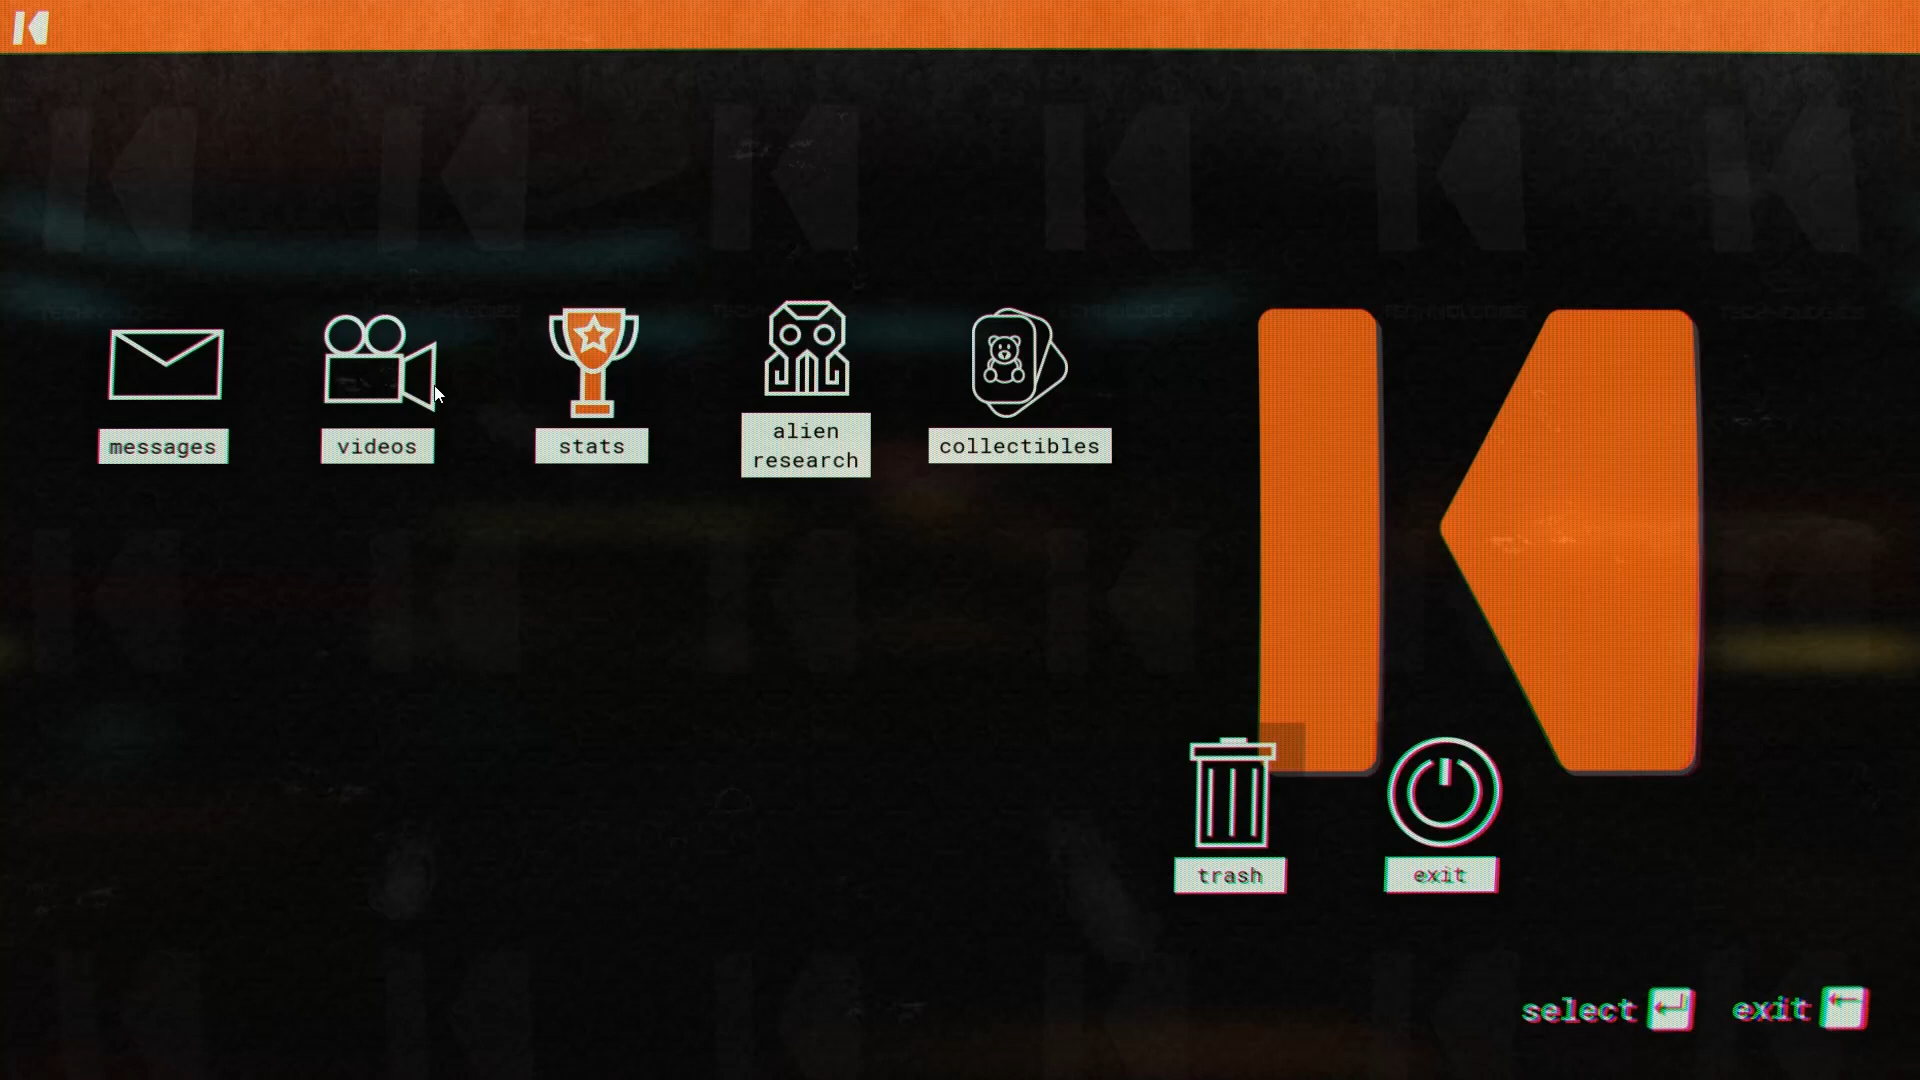 messages
videos
stats
alien
research
collectibles
trash
exit
select
exit